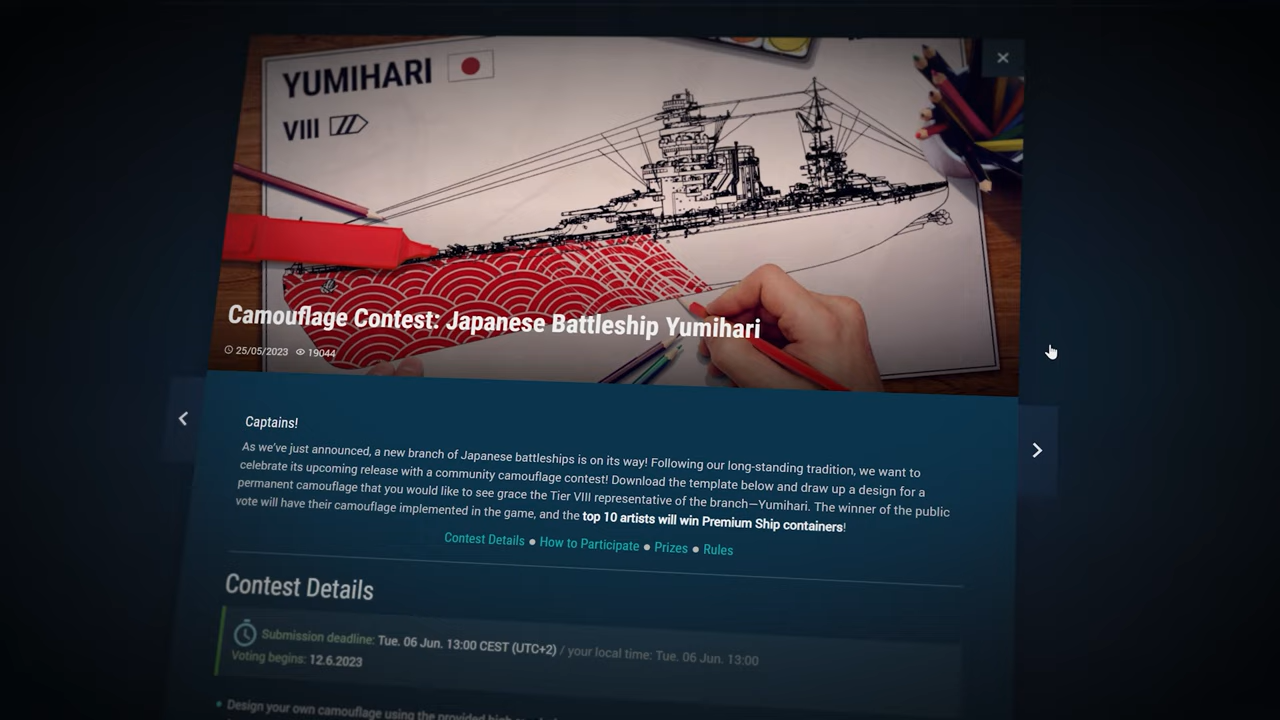 YUMIHARI
VIII
Camouflage Contest: Japanese Battleship Yumihari
25/05/2023 19044
Captains!
As we've just announced, a new branch of Japanese battleships is on its way! Following our long-standing tradition, we want to
celebrate its upcoming release with a community camouflage contest! Download the template below and draw up a design for a
permanent camouflage that you would like to see grace the Tier VIII representative of the branch—Yumihari. The winner of the public
vote will have their camouflage implemented in the game, and the top 10 artists will win Premium Ship containers!
Contest Details ● How to Participate ● Prizes ● Rules
Contest Details
Submission deadline: Tue. 06 Jun. 13:00 CEST (UTC+2) / your local time: Tue. 06 Jun. 13:00
Voting begins: 12.6.2023
Design your own camouflage using the provided